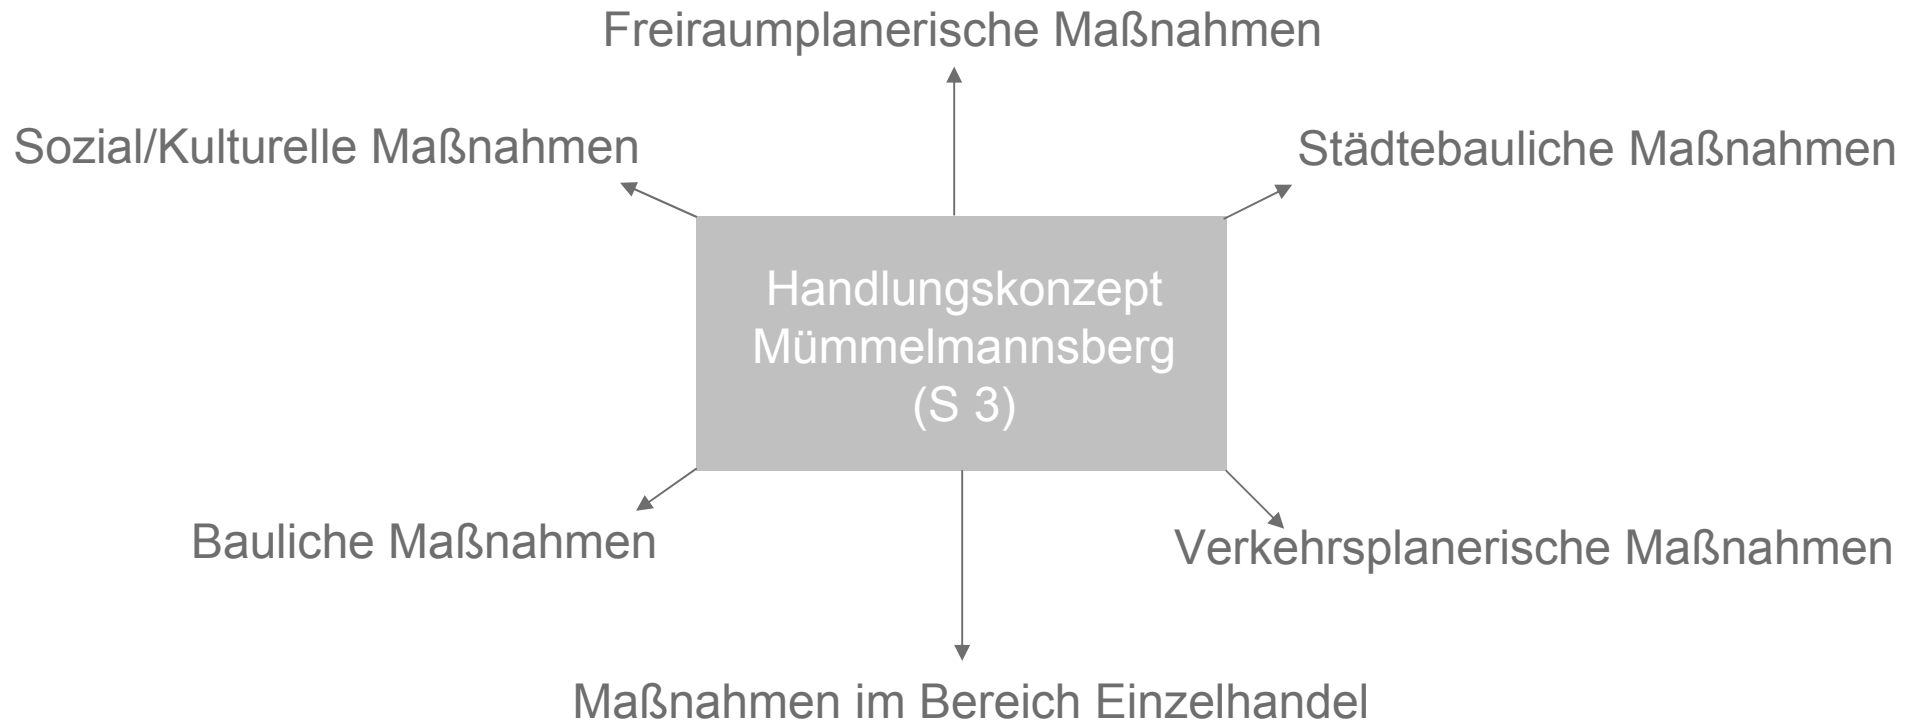 Freiraumplanerische Maßnahmen
Sozial/Kulturelle Maßnahmen
Städtebauliche Maßnahmen
Handlungskonzept
Mümmelmannsberg
(S 3)
Bauliche Maßnahmen
Verkehrsplanerische Maßnahmen
Maßnahmen im Bereich Einzelhandel